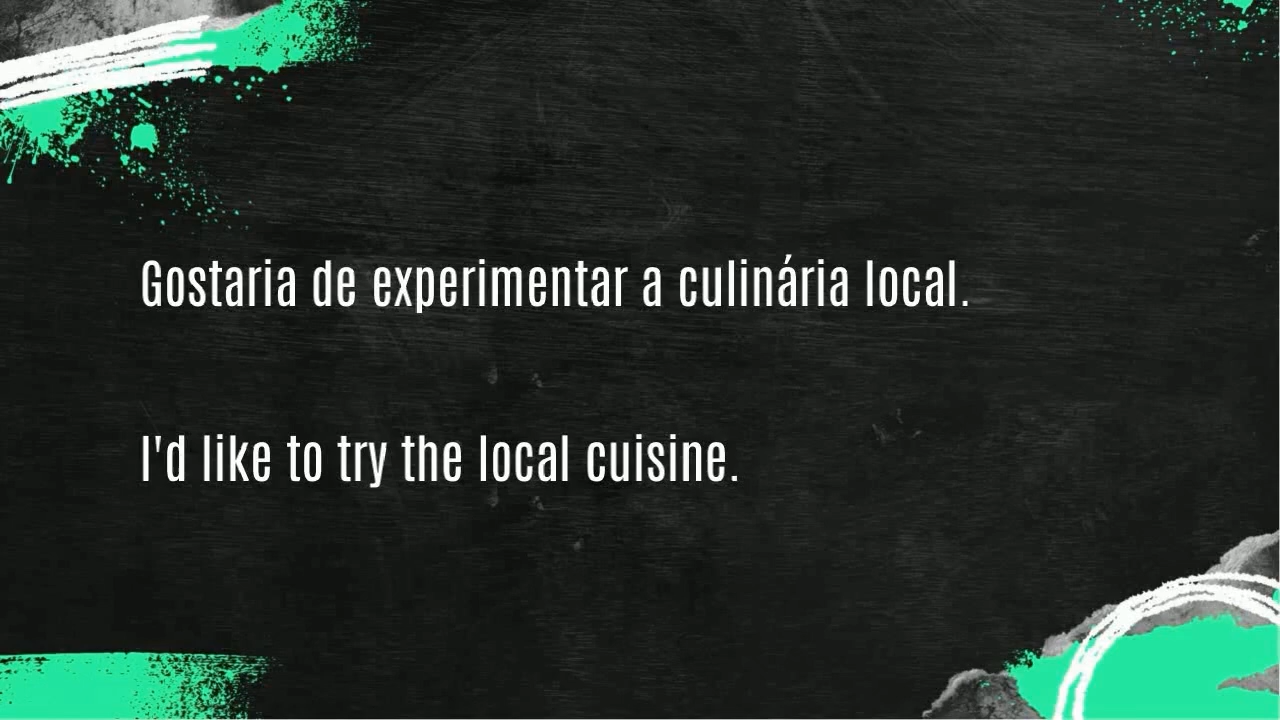 Gostaria de experimentar a culinária local.
I'd like to try the local cuisine.